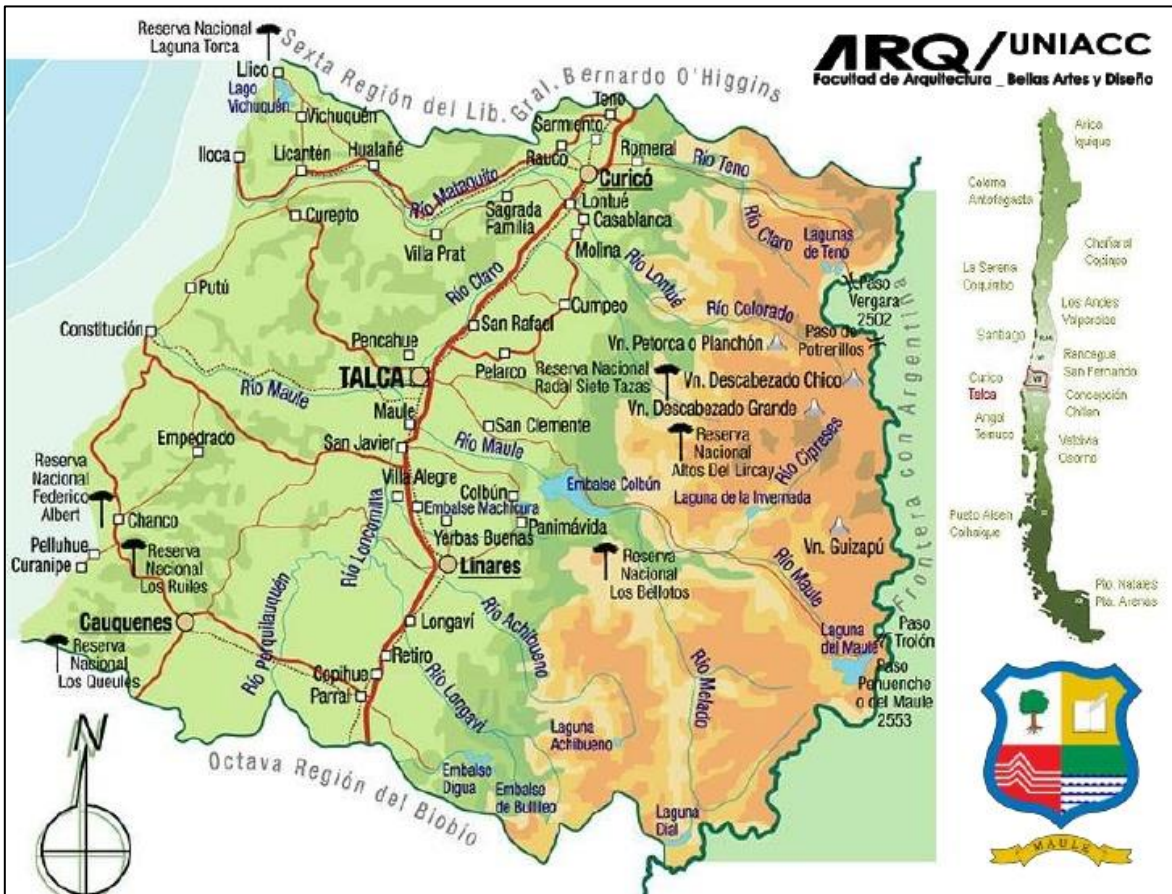 ARQ/UNIACC
Facultad de Arquitectura _ Bellas Artes y Diseño
Reserva Nacional
Laguna Torca
Sexta Región del Lib. Gral. Bernardo O'Higgins
Llico
Lago
Vichuquén
Vichuquén
Iloca
Licantén
Hualañé
Teno
Sarmiento
Rauco
Romeral
Río Teno
Curicó
Río Mataquito
Lontué
Sagrada
Familia
Casablanca
Río Claro
Lagunas
de Teno
Curepto
Villa Prat
Molina
Río Lontué
Río Claro
Paso
Vergara
2502
Putú
Cumpeo
Río Colorado
Constitución
San Rafael
Paso de
Potrerillos
Pencahue
Vn. Petorca o Planchón
TALCA
Pelarco
Reserva Nacional
Radal Siete Tazas
Vn. Descabezado Chico
Río Maule
Maule
Vn. Descabezado Grande
San Clemente
Empedrado
San Javier
Río Maule
Reserva
Nacional
Altos Del Lircay
Río Cipreses
Frontera con Argentina
Reserva
Nacional
Federico
Albert
Villa Alegre
Colbún
Embalse Colbún
Laguna de la Invernada
Embalse Machicura
Chanco
Río Loncomilla
Yerbas Buenas
Panimávida
Vn. Guizapú
Pelluhue
Curanipe
Reserva
Nacional
Los Ruiles
Linares
Reserva
Nacional
Los Bellotos
Río Maule
Cauquenes
Río Perquilauquén
Longaví
Río Achibueno
Laguna
del Maule
Paso
Trolón
Reserva
Nacional
Los Queules
Retiro
Copihue
Parral
Río Longaví
Río Melado
Paso
Pehuenche
o del Maule
2553
Laguna
Achibueno
Octava Región del Biobío
Embalse
Digua
Embalse
de Bullileo
Laguna
Dial
N
Arica
Iquique
Calama
Antofagasta
Chañaral
Copiapo
La Serena
Coquimbo
Los Andes
Valparaiso
Santiago
Rancagua
San Fernando
Curico
Talca
VII
Concepción
Chillan
Angol
Temuco
Valdivia
Osorno
Puerto Aisen
Coihaique
Pto. Natales
Pta. Arenas
MAULE